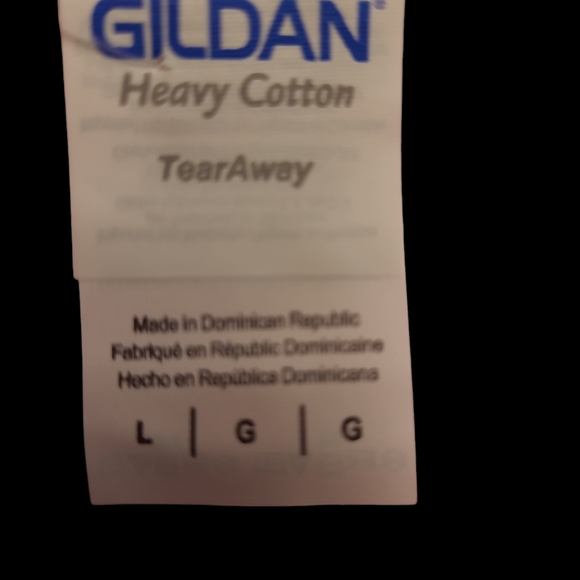 GILDAN®
Heavy Cotton
TearAway
Made in Dominican Republic
Fabriqué en Républic Dominicaine
Hecho en República Dominicana
L | G | G